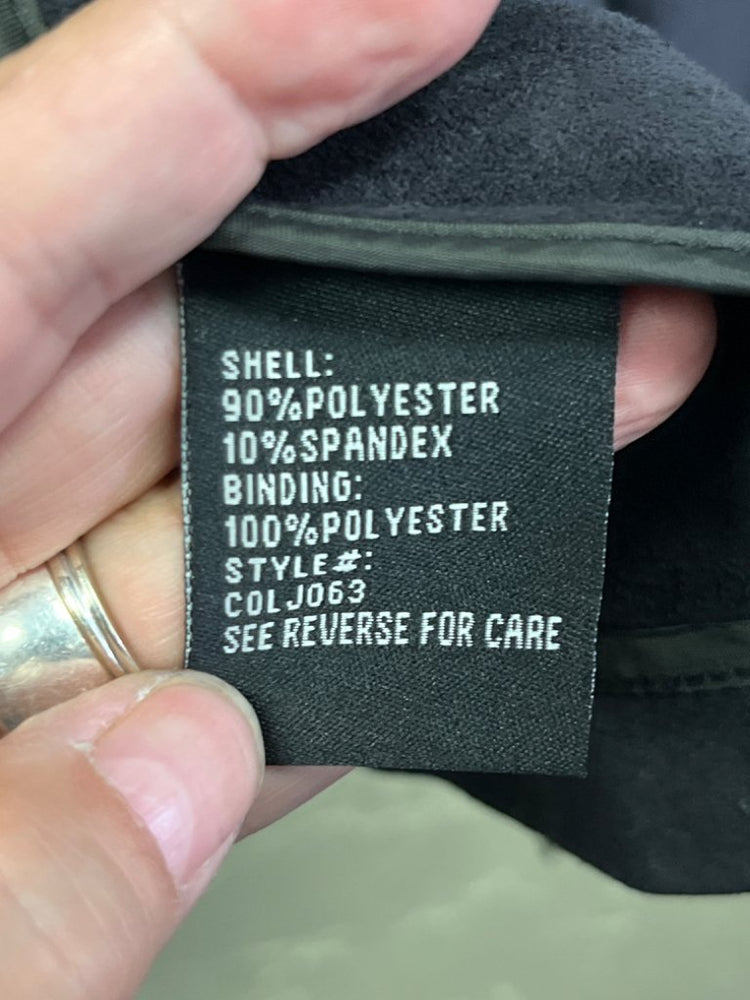 SHELL:
90%POLYESTER
10%SPANDEX
BINDING:
100%POLYESTER
STYLE#:
COLJ063
SEE REVERSE FOR CARE